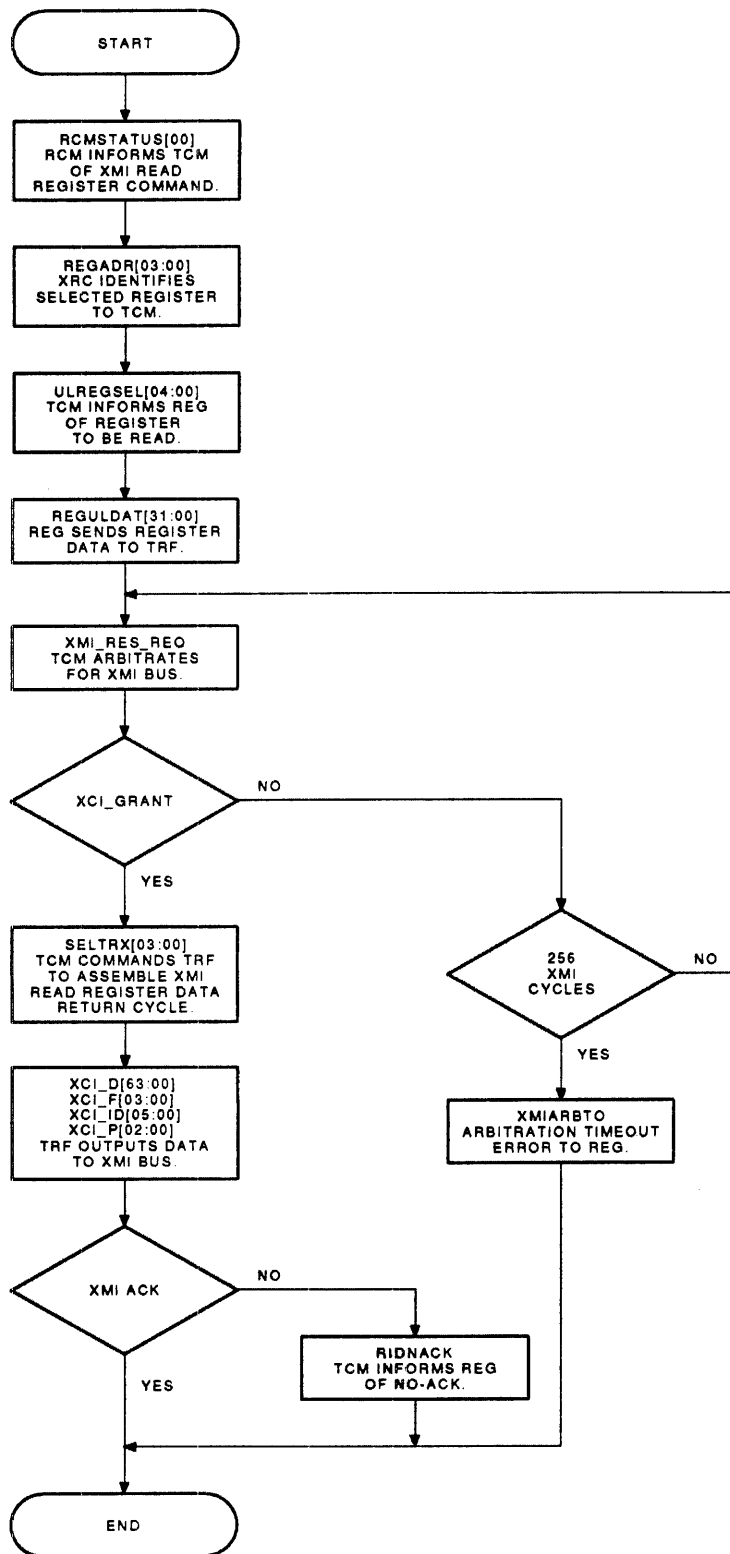 START
RCMSTATUS[00]
RCM INFORMS TCM
OF XMI READ
REGISTER COMMAND.
REGADR[03:00]
XRC IDENTIFIES
SELECTED REGISTER
TO TCM.
ULREGSEL[04:00]
TCM INFORMS REG
OF REGISTER
TO BE READ.
REGULDAT[31:00]
REG SENDS REGISTER
DATA TO TRF.
XMI_RES_REQ
TCM ARBITRATES
FOR XMI BUS.
XCI_GRANT
NO
YES
SELTRX[03:00]
TCM COMMANDS TRF
TO ASSEMBLE XMI
READ REGISTER DATA
RETURN CYCLE.
256
XMI
CYCLES
NO
YES
XCI_D[63:00]
XCI_F[03:00]
XCI_ID[05:00]
XCI_P[02:00]
TRF OUTPUTS DATA
TO XMI BUS.
XMIARBTO
ARBITRATION TIMEOUT
ERROR TO REG.
XMI ACK
NO
YES
RIDNACK
TCM INFORMS REG
OF NO-ACK.
END